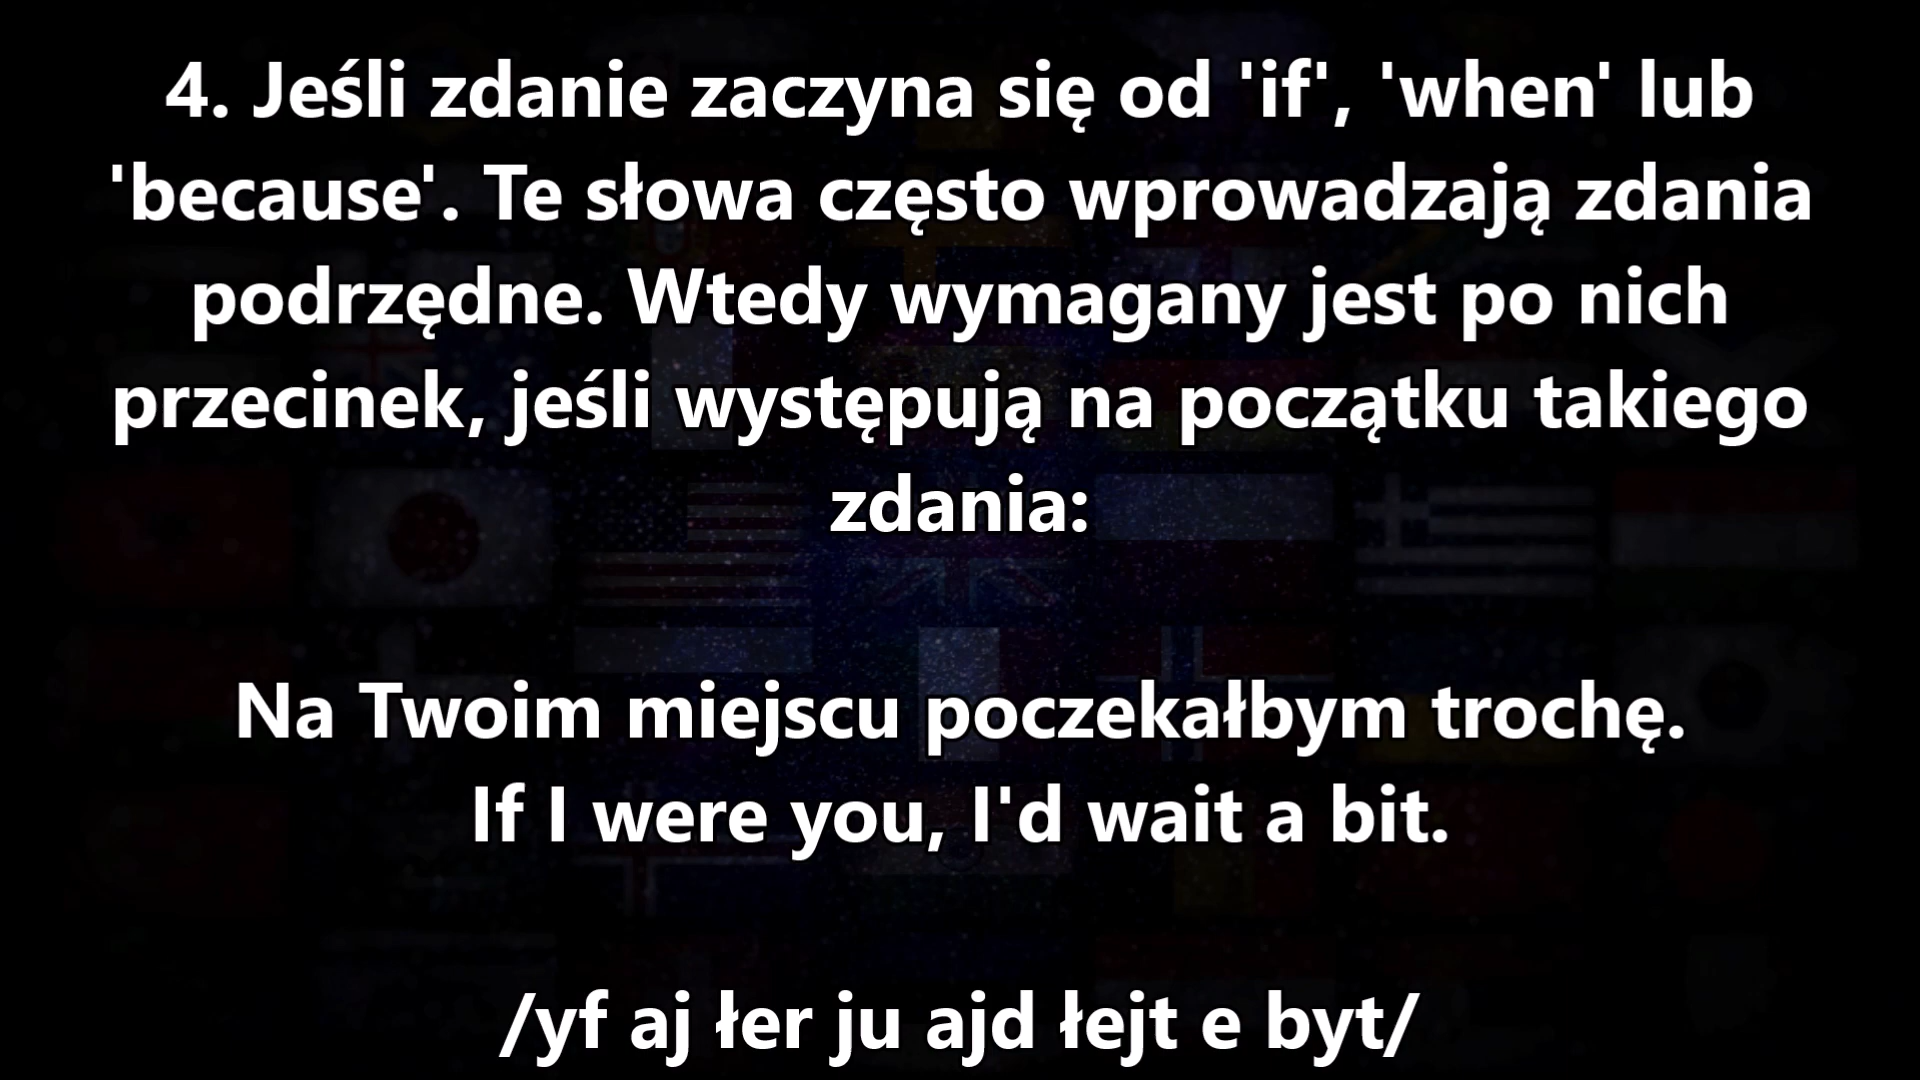 4. Jeśli zdanie zaczyna się od 'if', 'when' lub
'because'. Te słowa często wprowadzają zdania
podrzędne. Wtedy wymagany jest po nich
przecinek, jeśli występują na początku takiego
zdania:
Na Twoim miejscu poczekałbym trochę.
If I were you, I'd wait a bit.
/yf aj łer ju ajd łejt e byt/